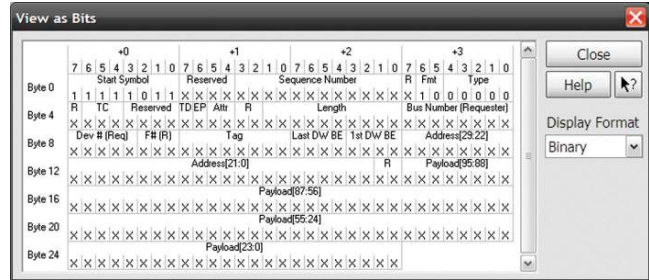 View as Bits
+0 +1 +2 +3
7 6 5 4 3 2 1 0 7 6 5 4 3 2 1 0 7 6 5 4 3 2 1 0 7 6 5 4 3 2 1 0
Start Symbol Reserved Sequence Number R Fmt Type
Byte 0 1 1 1 1 1 0 1 1 X X X X X X X X X X X X X X X X X 1 0 0 0 1 0 0
R TC Reserved TD EP Attr R Length Bus Number (Requester)
Byte 4 X X X X X X X X X X X X X X X X X X X X X X X X X X X X X X X X
Dev # (Req) F# (R) Tag Last DW BE 1st DW BE Address[29:22]
Byte 8 X X X X X X X X X X X X X X X X X X X X X X X X X X X X X X X X
Address[21:0] R Payload[95:88]
Byte 12 X X X X X X X X X X X X X X X X X X X X X X X X X X X X X X X X
Payload[87:56]
Byte 16 X X X X X X X X X X X X X X X X X X X X X X X X X X X X X X X X
Payload[55:24]
Byte 20 X X X X X X X X X X X X X X X X X X X X X X X X X X X X X X X X
Payload[23:0]
Byte 24 X X X X X X X X X X X X X X X X X X X X X X X X
Close
Help ?
Display Format
Binary